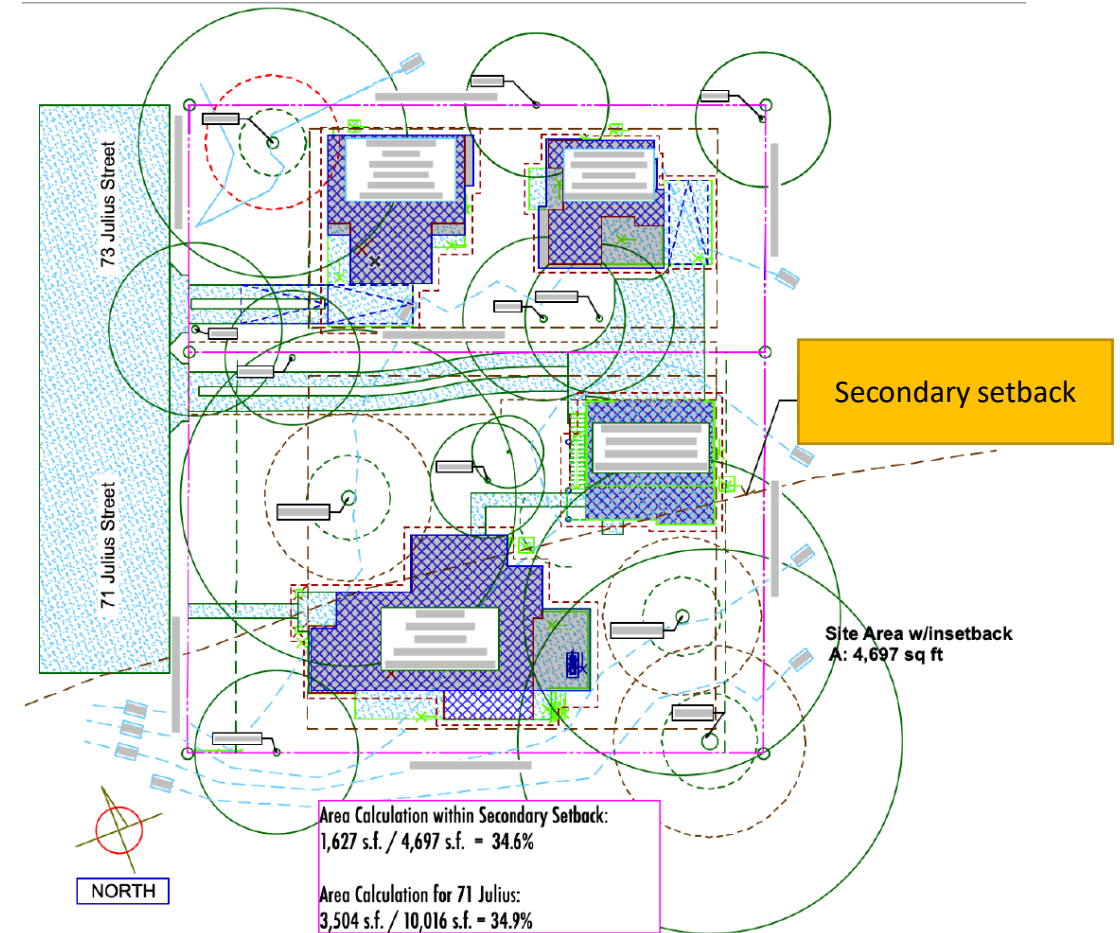 73 Julius Street
Secondary setback
71 Julius Street
Site Area w/insetback
A: 4,697 sq ft
Area Calculation within Secondary Setback:
1,627 s.f. / 4,697 s.f. = 34.6%
Area Calculation for 71 Julius:
3,504 s.f. / 10,016 s.f. = 34.9%
NORTH